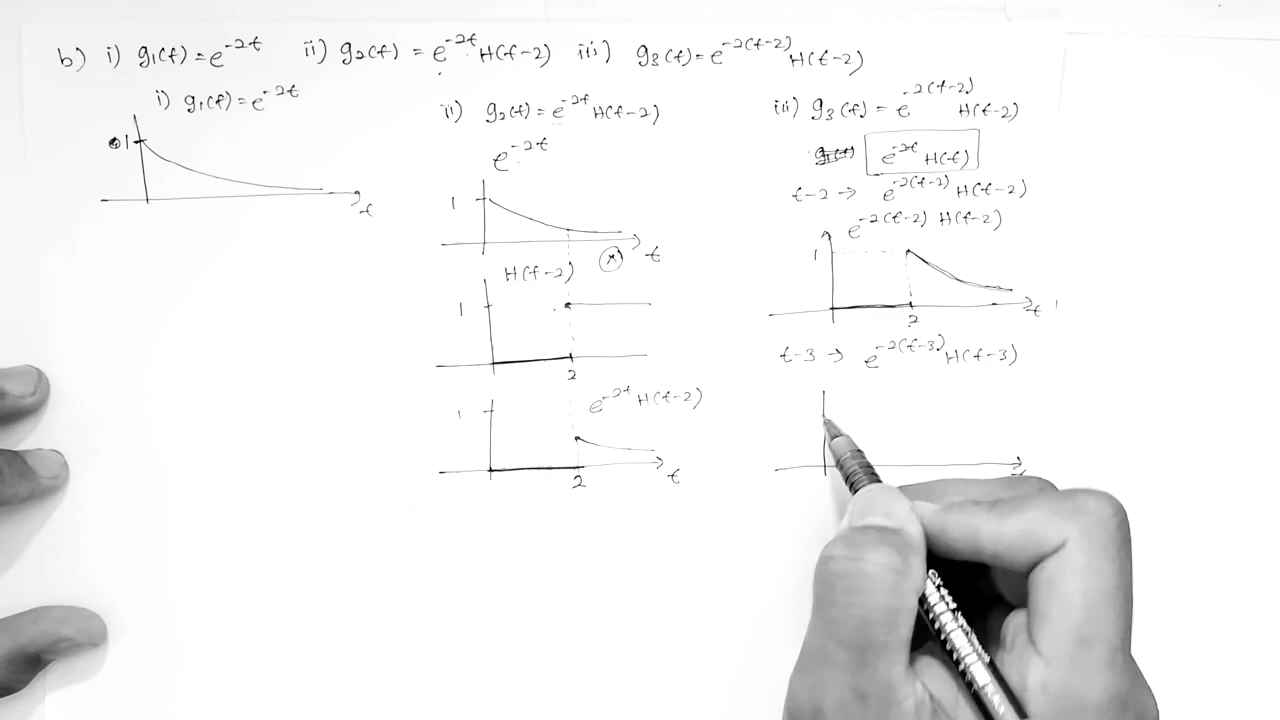 b) i) g₁(t) = e^{-2t} ii) g₂(t) = e^{-2t} H(t-2) iii) g₃(t) = e^{-2(t-2)} H(t-2)
i) g₁(t) = e^{-2t}
1
t
ii) g₂(t) = e^{-2t} H(t-2)
e^{-2t}
1
(×) t
H(t-2)
1
2
e^{-2t} H(t-2)
1
2 t
iii) g₃(t) = e^{-2(t-2)} H(t-2)
e^{-2t} H(t)
t-2 → e^{-2(t-2)} H(t-2)
e^{-2(t-2)} H(t-2)
1
2 t
t-3 → e^{-2(t-3)} H(t-3)